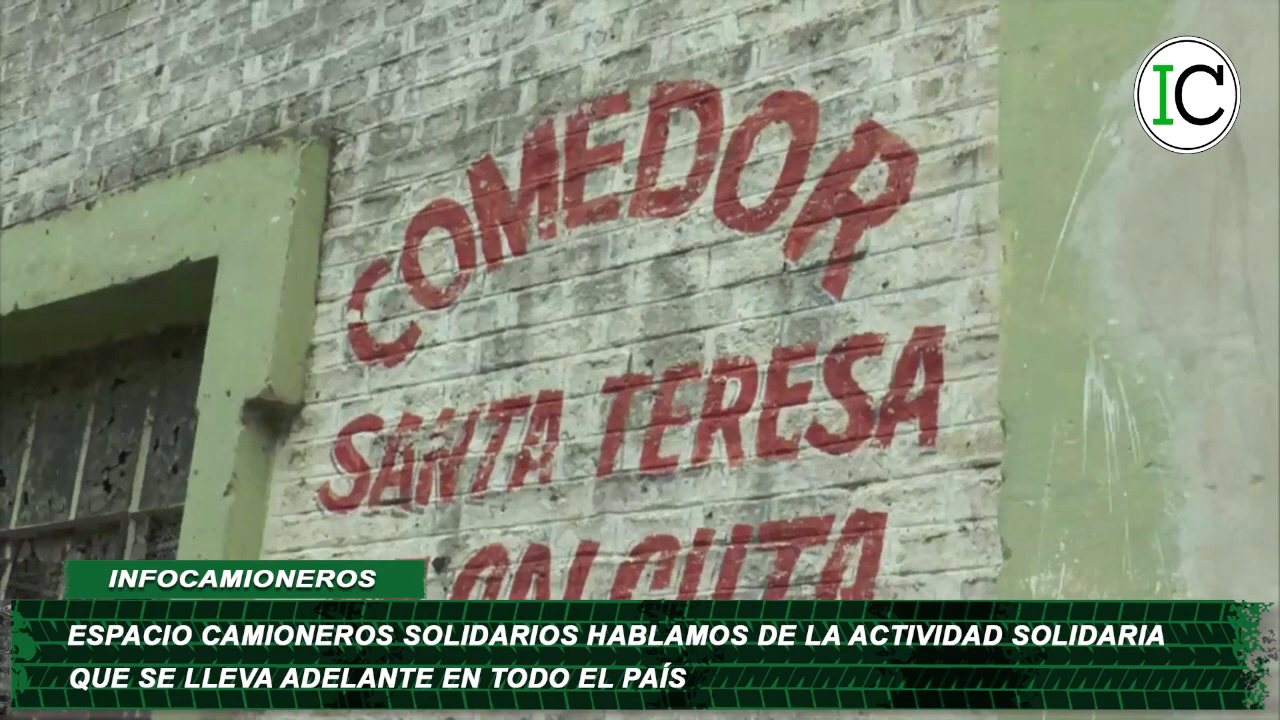 IC
COMEDOR
SANTA TERESA
CALCUTA
INFOCAMIONEROS
ESPACIO CAMIONEROS SOLIDARIOS HABLAMOS DE LA ACTIVIDAD SOLIDARIA
QUE SE LLEVA ADELANTE EN TODO EL PAÍS